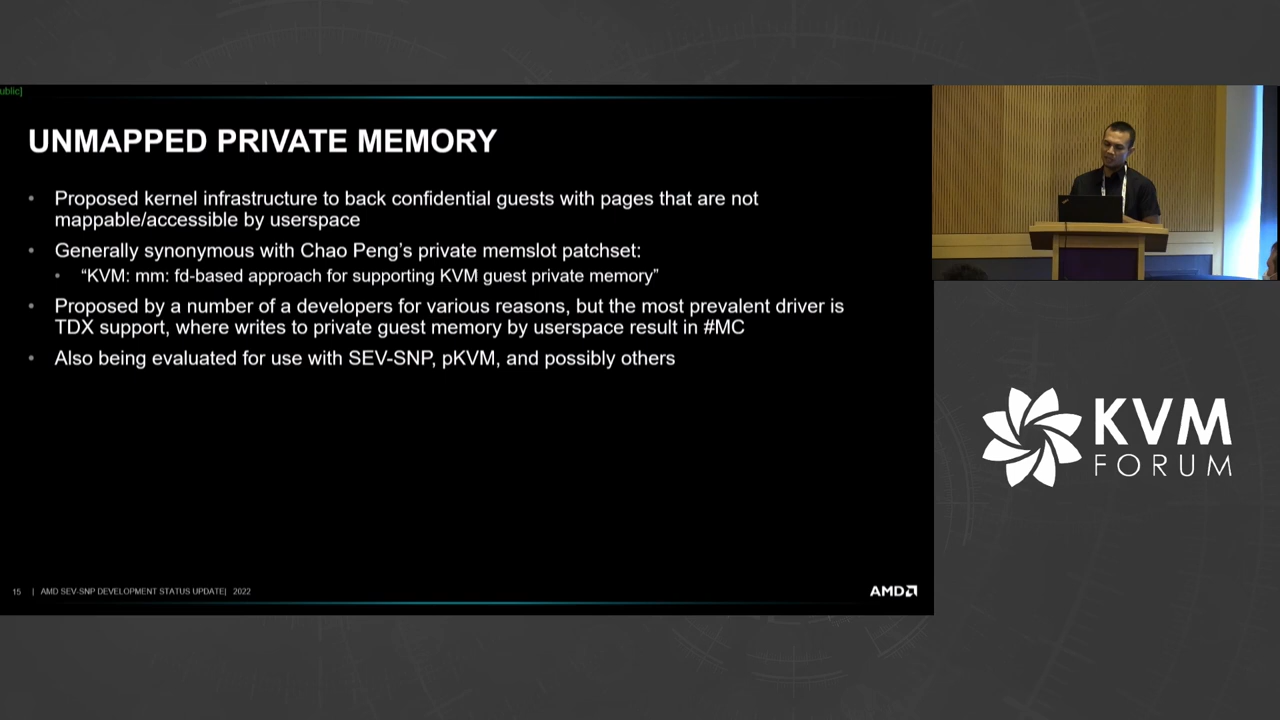 ublic]
UNMAPPED PRIVATE MEMORY
• Proposed kernel infrastructure to back confidential guests with pages that are not
mappable/accessible by userspace
• Generally synonymous with Chao Peng's private memslot patchset:
• “KVM: mm: fd-based approach for supporting KVM guest private memory”
• Proposed by a number of a developers for various reasons, but the most prevalent driver is
TDX support, where writes to private guest memory by userspace result in #MC
• Also being evaluated for use with SEV-SNP, pKVM, and possibly others
15 | AMD SEV-SNP DEVELOPMENT STATUS UPDATE| 2022
AMD
KVM
FORUM